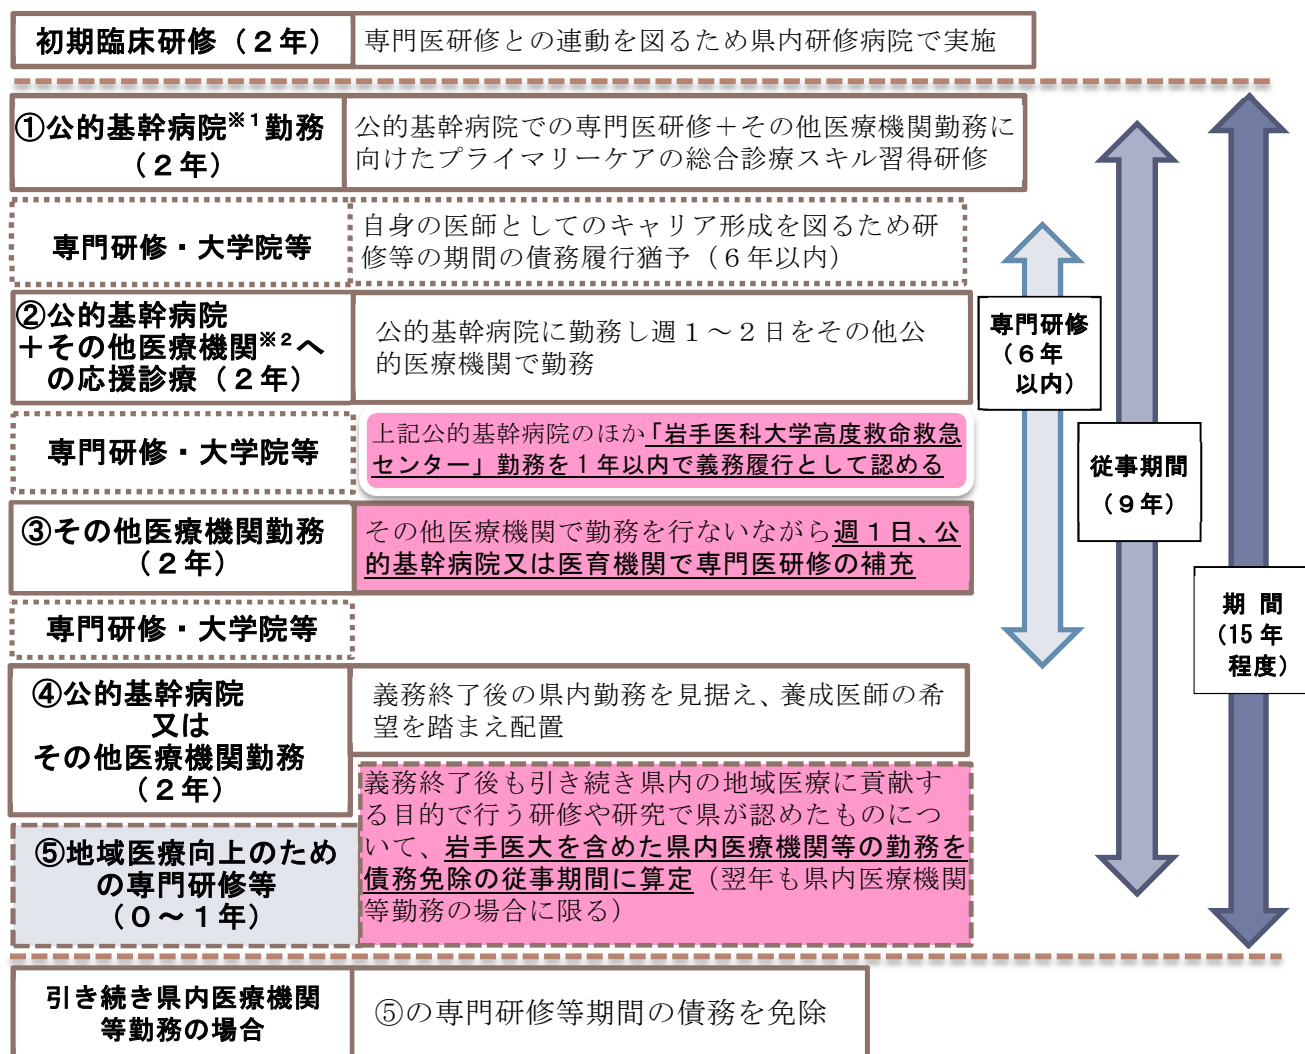 初期臨床研修（２年）
専門医研修との連動を図るため県内研修病院で実施
①公的基幹病院※１勤務
（２年）
公的基幹病院での専門医研修＋その他医療機関勤務に
向けたプライマリーケアの総合診療スキル習得研修
専門研修・大学院等
自身の医師としてのキャリア形成を図るため研
修等の期間の債務履行猶予（６年以内）
②公的基幹病院
＋その他医療機関※２へ
の応援診療（２年）
公的基幹病院に勤務し週１～２日をその他公
的医療機関で勤務
専門研修・大学院等
上記公的基幹病院のほか「岩手医科大学高度救命救急
センター」勤務を１年以内で義務履行として認める
③その他医療機関勤務
（２年）
その他医療機関で勤務を行ないながら週１日、公
的基幹病院又は医育機関で専門医研修の補充
専門研修・大学院等
④公的基幹病院
又は
その他医療機関勤務
（２年）
義務終了後の県内勤務を見据え、養成医師の希
望を踏まえ配置
⑤地域医療向上のため
の専門研修等
（０～１年）
義務終了後も引き続き県内の地域医療に貢献す
る目的で行う研修や研究で県が認めたものにつ
いて、岩手医大を含めた県内医療機関等の勤務を
債務免除の従事期間に算定（翌年も県内医療機関
等勤務の場合に限る）
専門研修
（６年
以内）
従事期間
（９年）
期 間
（15 年
程度）
引き続き県内医療機関
等勤務の場合
⑤の専門研修等期間の債務を免除